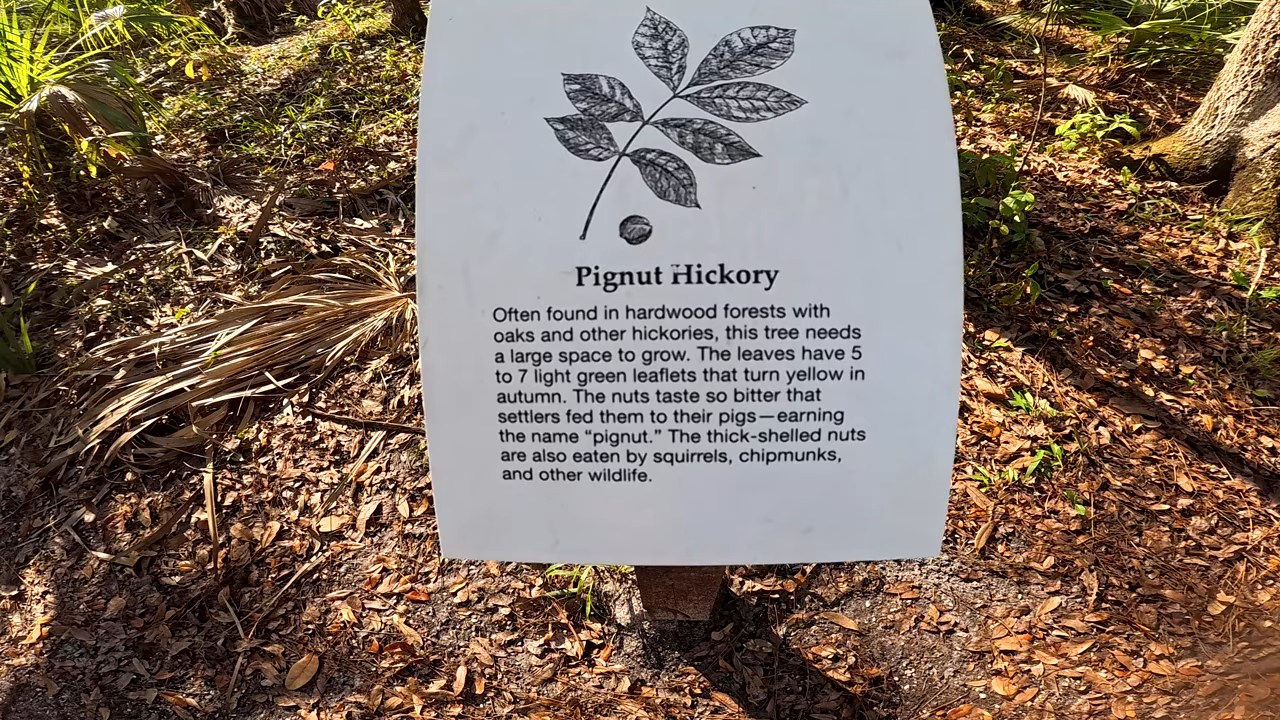 Pignut Hickory
Often found in hardwood forests with
oaks and other hickories, this tree needs
a large space to grow. The leaves have 5
to 7 light green leaflets that turn yellow in
autumn. The nuts taste so bitter that
settlers fed them to their pigs—earning
the name “pignut.” The thick-shelled nuts
are also eaten by squirrels, chipmunks,
and other wildlife.